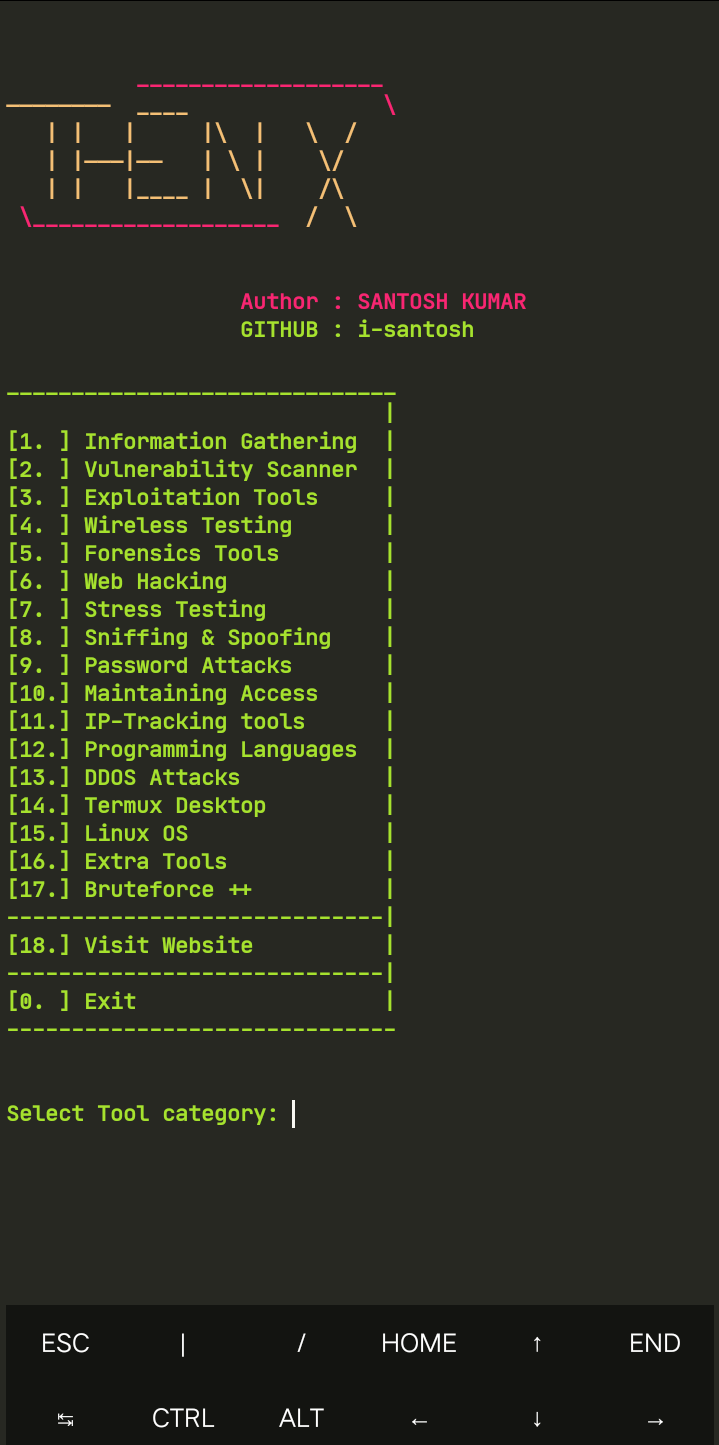 THEN X
Author : SANTOSH KUMAR
GITHUB : i-santosh
[1. ] Information Gathering
[2. ] Vulnerability Scanner
[3. ] Exploitation Tools
[4. ] Wireless Testing
[5. ] Forensics Tools
[6. ] Web Hacking
[7. ] Stress Testing
[8. ] Sniffing & Spoofing
[9. ] Password Attacks
[10.] Maintaining Access
[11.] IP-Tracking tools
[12.] Programming Languages
[13.] DDOS Attacks
[14.] Termux Desktop
[15.] Linux OS
[16.] Extra Tools
[17.] Bruteforce ++
[18.] Visit Website
[0. ] Exit
Select Tool category:
ESC | / HOME ↑ END
↹ CTRL ALT ← ↓ →